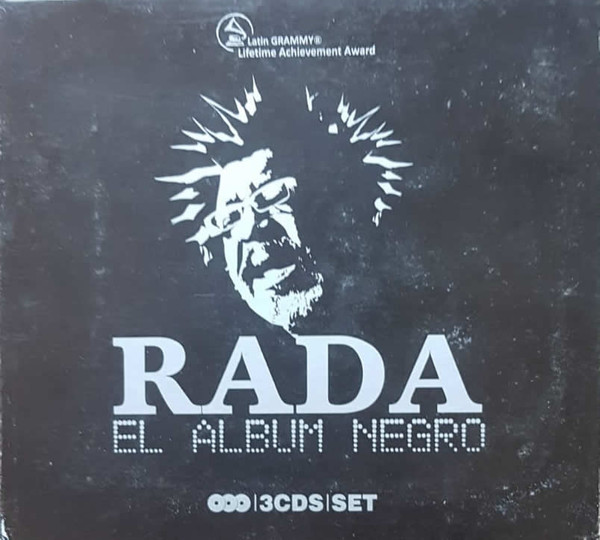 Latin GRAMMY®
Lifetime Achievement Award
RADA
EL ALBUM NEGRO
3CDS|SET